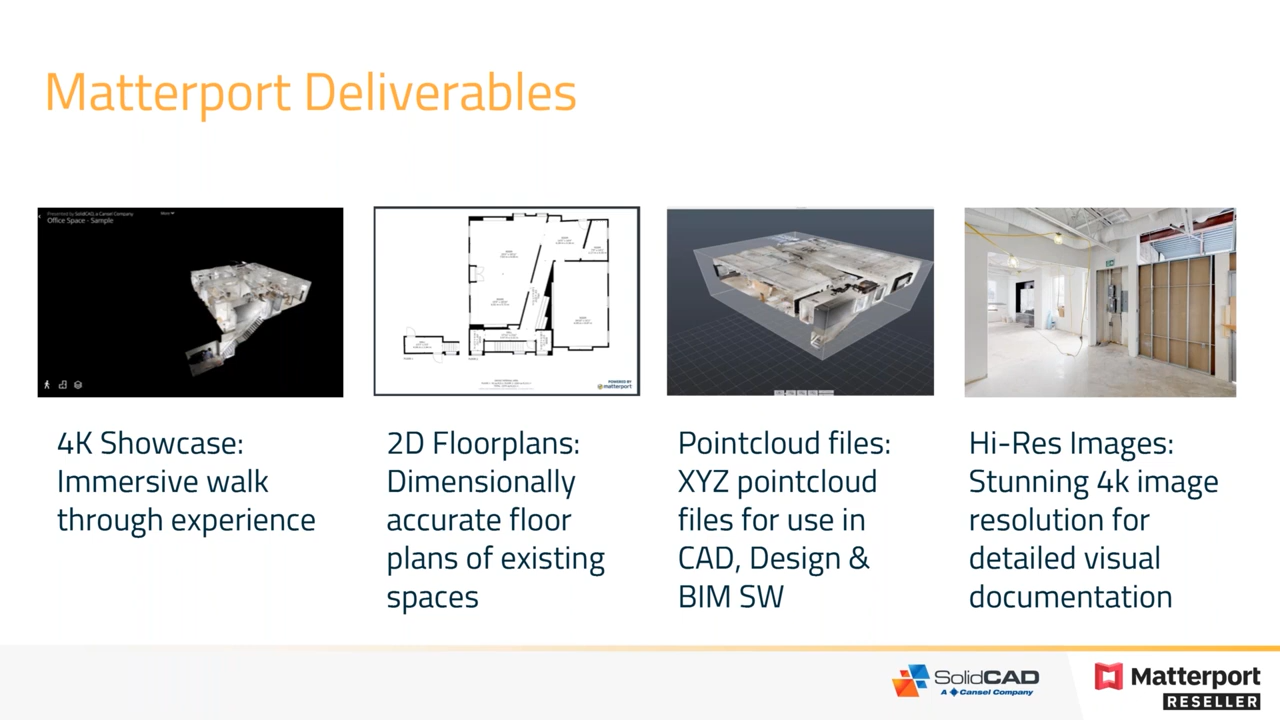 Matterport Deliverables
Presented by SolidCAD, a Cansel Company
More
Office Space - Sample
POWERED BY
matterport
4K Showcase:
Immersive walk
through experience
2D Floorplans:
Dimensionally
accurate floor
plans of existing
spaces
Pointcloud files:
XYZ pointcloud
files for use in
CAD, Design &
BIM SW
Hi-Res Images:
Stunning 4k image
resolution for
detailed visual
documentation
SolidCAD
A Cansel Company
Matterport
RESELLER